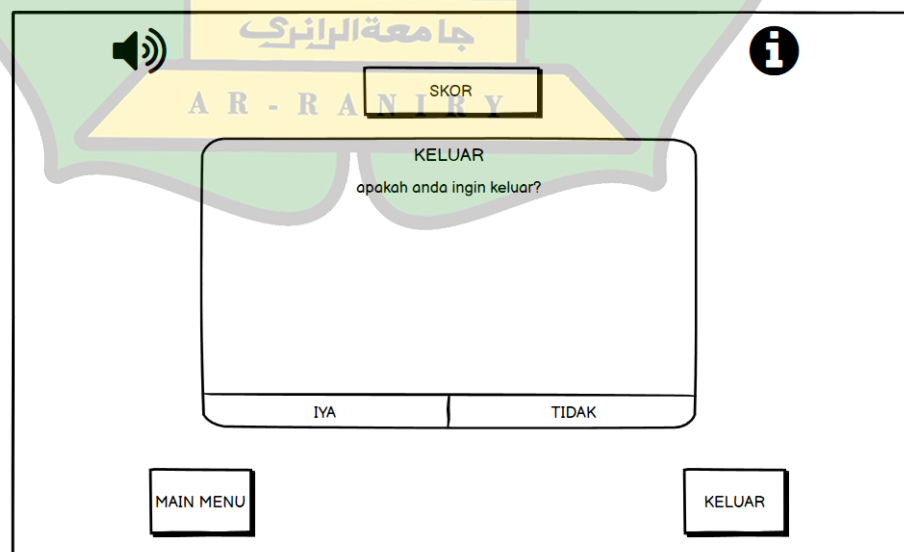 جامعةالرانري
SKOR
AR-RANIRY
KELUAR
apakah anda ingin keluar?
IYA
TIDAK
MAIN MENU
KELUAR